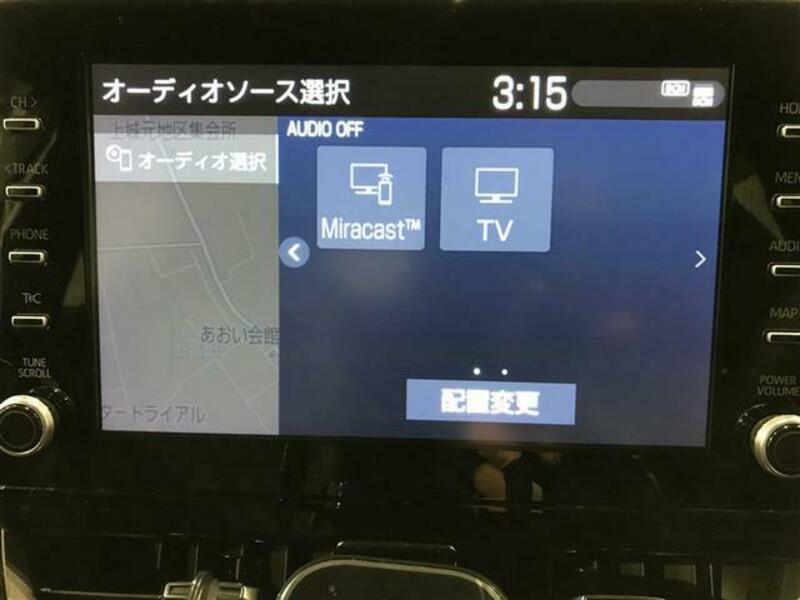 オーディオソース選択 3:15
上城元地区集会所
AUDIO OFF
オーディオ選択
Miracast™ TV
あおい会館
タートライアル
配置変更
CH >
<TRACK
PHONE
T&C
TUNE
SCROLL
MAP
POWER
VOLUME